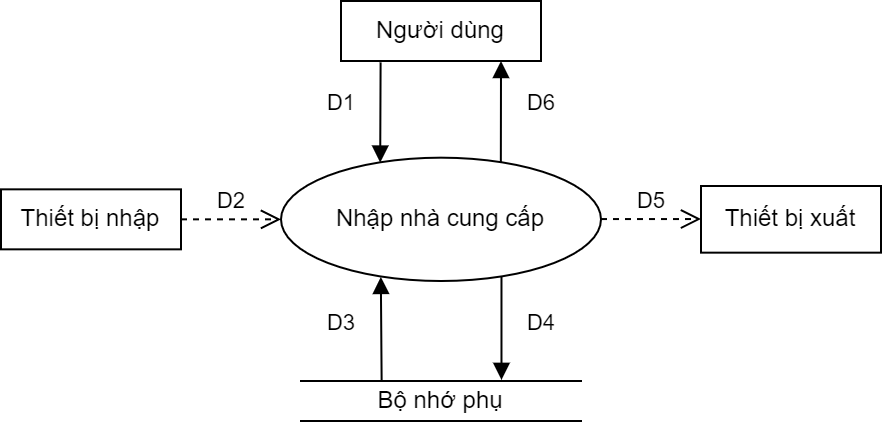 Người dùng
D1
D6
Thiết bị nhập
D2
Nhập nhà cung cấp
D5
Thiết bị xuất
D3
D4
Bộ nhớ phụ